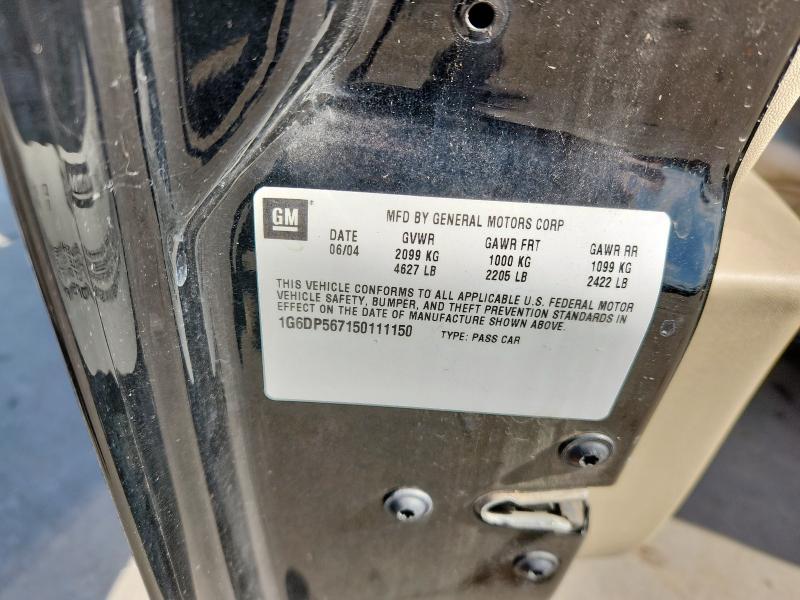 GM
MFD BY GENERAL MOTORS CORP
DATE GVWR GAWR FRT GAWR RR
06/04 2099 KG 1000 KG 1099 KG
4627 LB 2205 LB 2422 LB
THIS VEHICLE CONFORMS TO ALL APPLICABLE U.S. FEDERAL MOTOR
VEHICLE SAFETY, BUMPER, AND THEFT PREVENTION STANDARDS IN
EFFECT ON THE DATE OF MANUFACTURE SHOWN ABOVE.
1G6DP567150111150 TYPE: PASS CAR